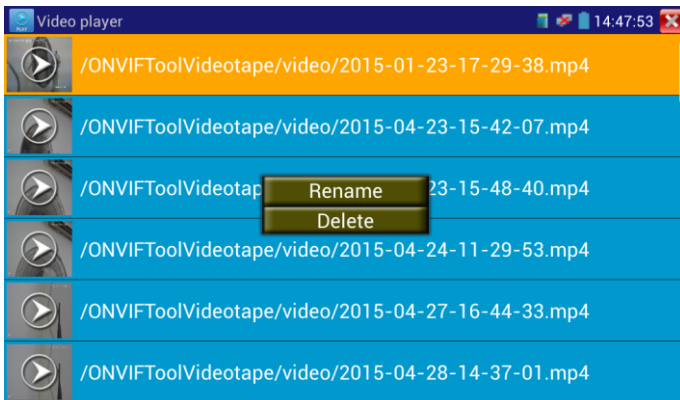 PLAY
Video player
14:47:53
/ONVIFToolVideotape/video/2015-01-23-17-29-38.mp4
/ONVIFToolVideotape/video/2015-04-23-15-42-07.mp4
/ONVIFToolVideotap
23-15-48-40.mp4
Rename
Delete
/ONVIFToolVideotape/video/2015-04-24-11-29-53.mp4
/ONVIFToolVideotape/video/2015-04-27-16-44-33.mp4
/ONVIFToolVideotape/video/2015-04-28-14-37-01.mp4